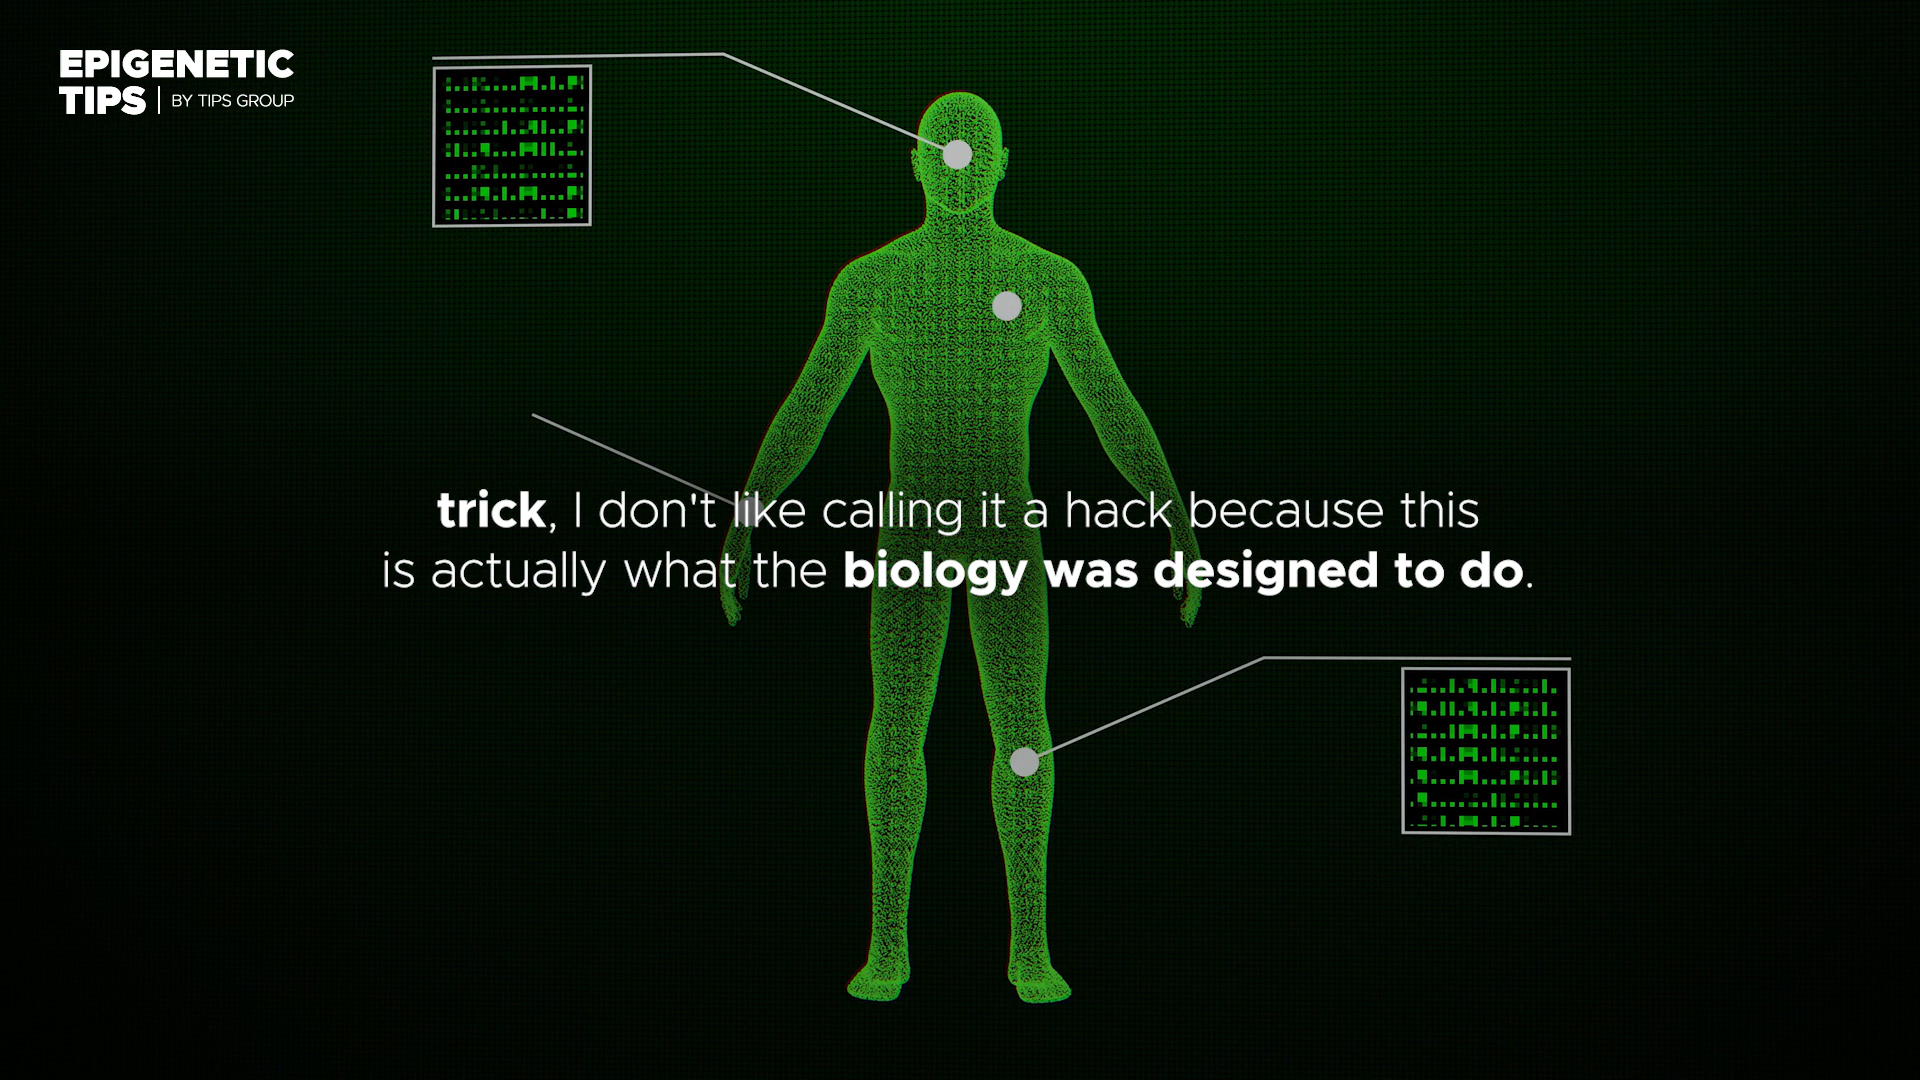 EPIGENETIC
TIPS | BY TIPS GROUP
trick, I don't like calling it a hack because this
is actually what the biology was designed to do.